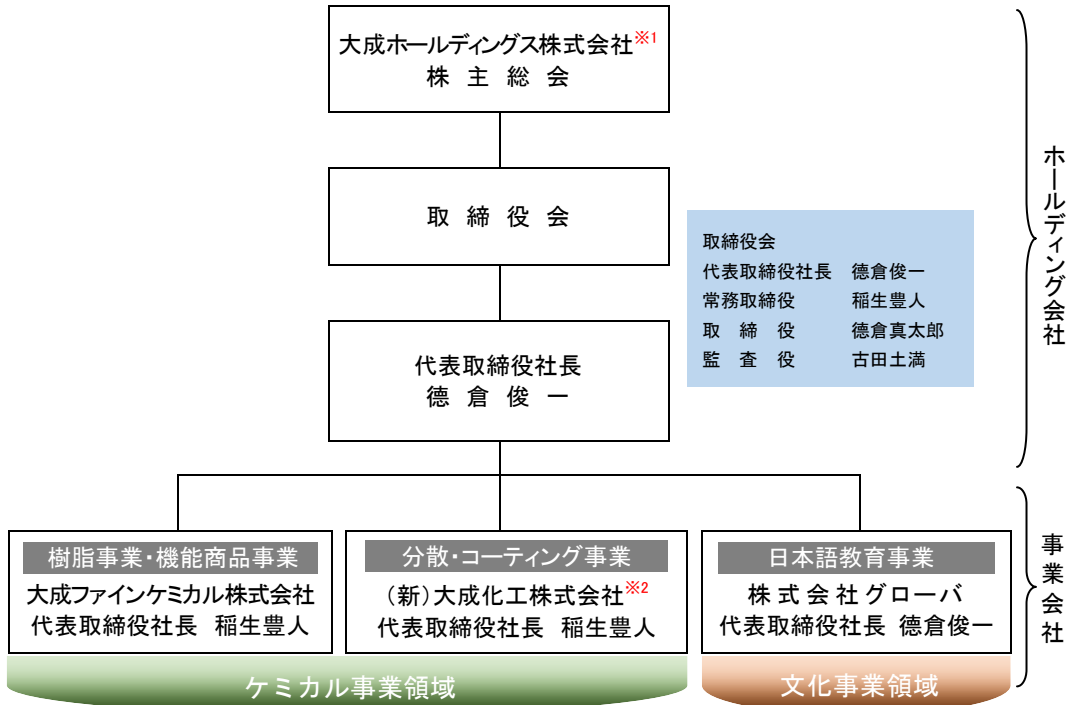 大成ホールディングス株式会社※1
株主総会
取締役会
取締役会
代表取締役社長 德倉俊一
常務取締役 稲生豊人
取締役 德倉真太郎
監査役 古田土満
代表取締役社長
德倉俊一
ホールディング会社
樹脂事業・機能商品事業
大成ファインケミカル株式会社
代表取締役社長 稲生豊人
分散・コーティング事業
（新）大成化工株式会社※2
代表取締役社長 稲生豊人
日本語教育事業
株式会社グローバ
代表取締役社長 德倉俊一
事業会社
ケミカル事業領域
文化事業領域